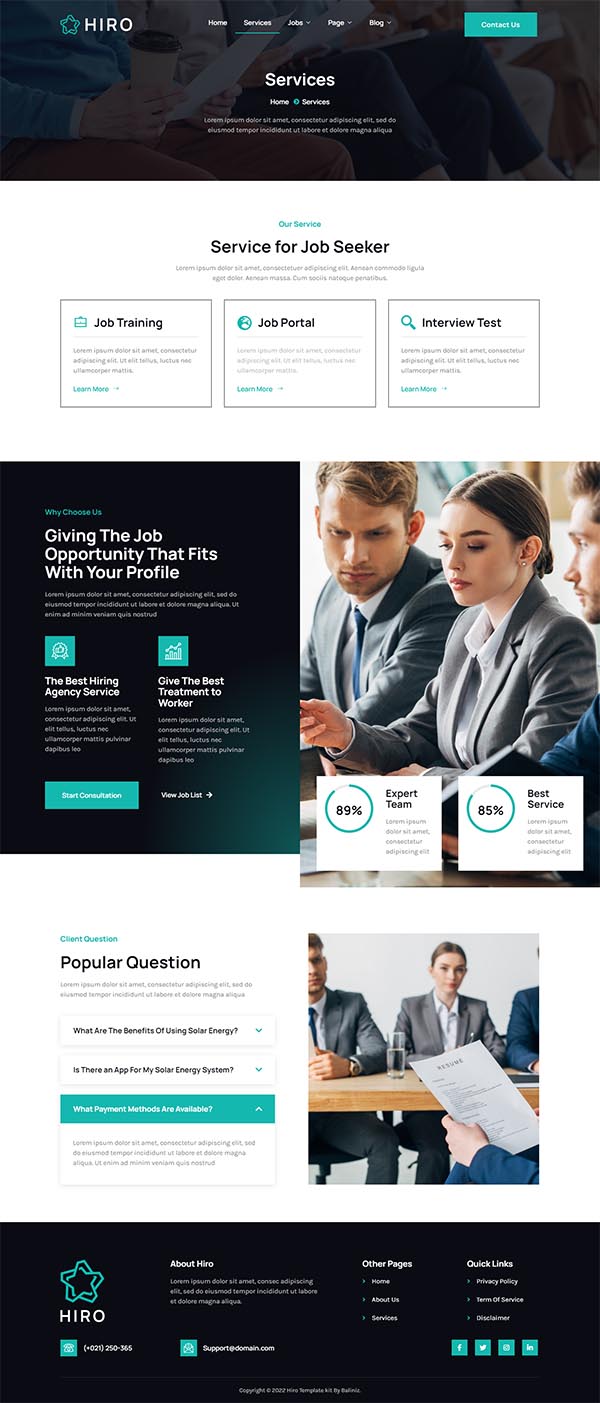 HIRO
Home Services Jobs Page Blog
Contact Us
Services
Home Services
Lorem ipsum dolor sit amet, consectetur adipiscing elit, sed do
eiusmod tempor incididunt ut labore et dolore magna aliqua
Our Service
Service for Job Seeker
Lorem ipsum dolor sit amet, consectetuer adipiscing elit. Aenean commodo ligula
eget dolor. Aenean massa. Cum sociis natoque penatibus.
Job Training
Lorem ipsum dolor sit amet, consectetur
adipiscing elit. Ut elit tellus, luctus nec
ullamcorper mattis.
Learn More
Job Portal
Lorem ipsum dolor sit amet, consectetur
adipiscing elit. Ut elit tellus, luctus nec
ullamcorper mattis.
Learn More
Interview Test
Lorem ipsum dolor sit amet, consectetur
adipiscing elit. Ut elit tellus, luctus nec
ullamcorper mattis.
Learn More
Why Choose Us
Giving The Job
Opportunity That Fits
With Your Profile
Lorem ipsum dolor sit amet, consectetur adipiscing elit, sed do
eiusmod tempor incididunt ut labore et dolore magna aliqua. Ut
enim ad minim veniam quis nostrud
The Best Hiring
Agency Service
Lorem ipsum dolor sit amet,
consectetur adipiscing elit. Ut
elit tellus, luctus nec
ullamcorper mattis pulvinar
dapibus leo
Give The Best
Treatment to
Worker
Lorem ipsum dolor sit amet,
consectetur adipiscing elit. Ut
elit tellus, luctus nec
ullamcorper mattis pulvinar
dapibus leo
Start Consultation
View Job List
89%
Expert
Team
Lorem ipsum
dolor sit amet,
consectetur
adipiscing elit
85%
Best
Service
Lorem ipsum
dolor sit amet,
consectetur
adipiscing elit
Client Question
Popular Question
Lorem ipsum dolor sit amet, consectetur adipiscing elit, sed do
eiusmod tempor incididunt ut labore et dolore magna aliqua
What Are The Benefits Of Using Solar Energy?
Is There an App For My Solar Energy System?
What Payment Methods Are Available?
Lorem ipsum dolor sit amet, consectetur adipiscing elit, sed
do eiusmod tempor incididunt ut labore et dolore magna
aliqua. Ut enim ad minim veniam quis nostrud
RESUME
HIRO
About Hiro
Lorem ipsum dolor sit amet, consec adipiscing
elit, sed do eiusmod tempor incididunt ut labore
et dolore magna aliqua.
Other Pages
Home
About Us
Services
Quick Links
Privacy Policy
Term Of Service
Disclaimer
(+021) 250-365
Support@domain.com
Copyright © 2022 Hiro Template kit By Baliniz.